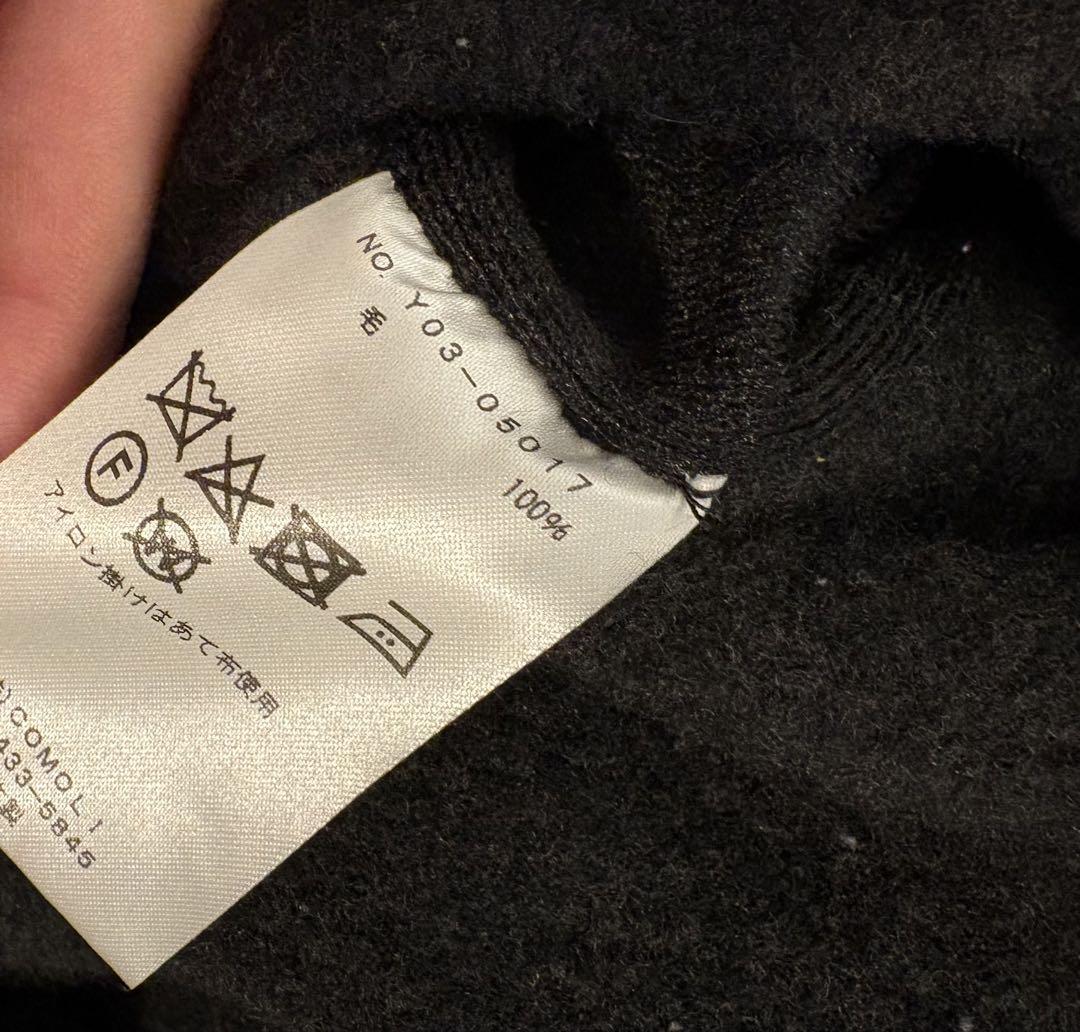 NO. Y03-05017
毛 100%
F
W
アイロン掛けはあて布使用
COMOLI
433-5845
製